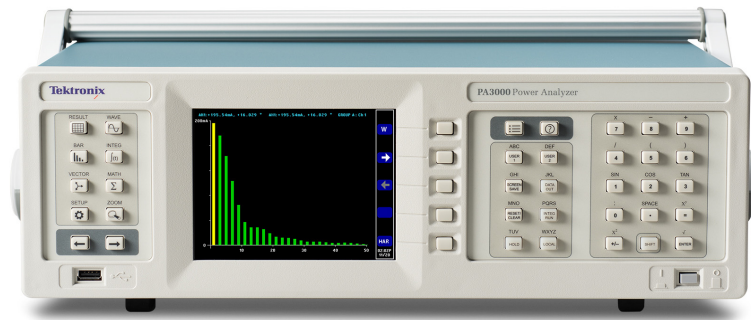 Tektronix
PA3000 Power Analyzer
RESULT WAVE
BAR INTEG
VECTOR MATH
SETUP ZOOM
200mA
0
10 20 30 40 50
W
HAR
ABC DEF
USER 1 USER 2
GHI JKL
SCREEN SAVE DATA OUT
MNO PQRS
RESET/ CLEAR INTEG RUN
TUV WXYZ
HOLD LOCAL
7 8 9
4 5 6
SIN COS TAN
1 2 3
SPACE
0 . =
+/- SHIFT ENTER